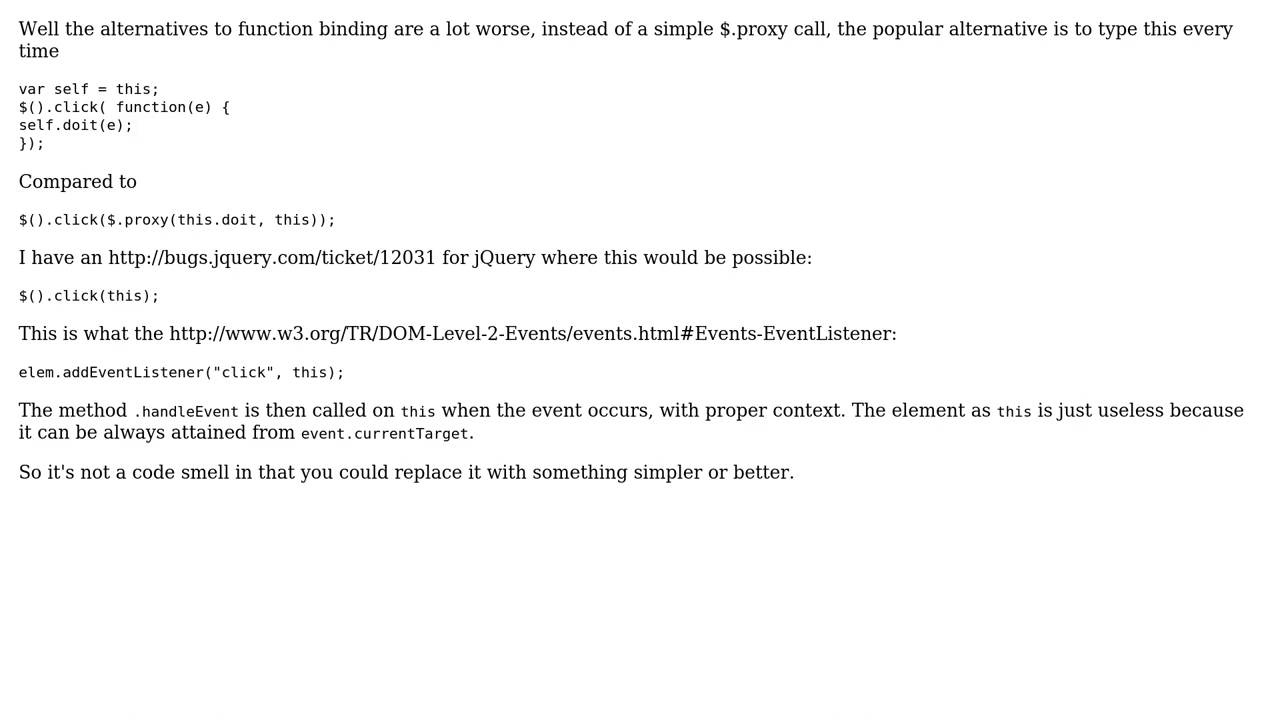 Well the alternatives to function binding are a lot worse, instead of a simple $.proxy call, the popular alternative is to type this every
time
var self = this;
$().click( function(e) {
self.doit(e);
});
Compared to
$().click($.proxy(this.doit, this));
I have an http://bugs.jquery.com/ticket/12031 for jQuery where this would be possible:
$().click(this);
This is what the http://www.w3.org/TR/DOM-Level-2-Events/events.html#Events-EventListener:
elem.addEventListener("click", this);
The method .handleEvent is then called on this when the event occurs, with proper context. The element as this is just useless because
it can be always attained from event.currentTarget.
So it's not a code smell in that you could replace it with something simpler or better.